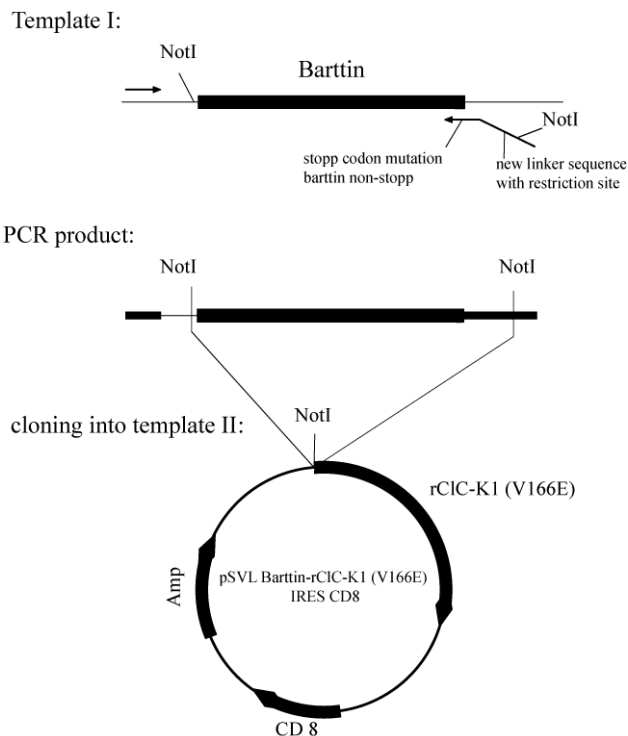 Template I:
NotI
Barttin
NotI
stopp codon mutation
barttin non-stopp
new linker sequence
with restriction site
PCR product:
NotI
NotI
cloning into template II:
NotI
rClC-K1 (V166E)
pSVL Barttin-rClC-K1 (V166E)
IRES CD8
Amp
CD 8